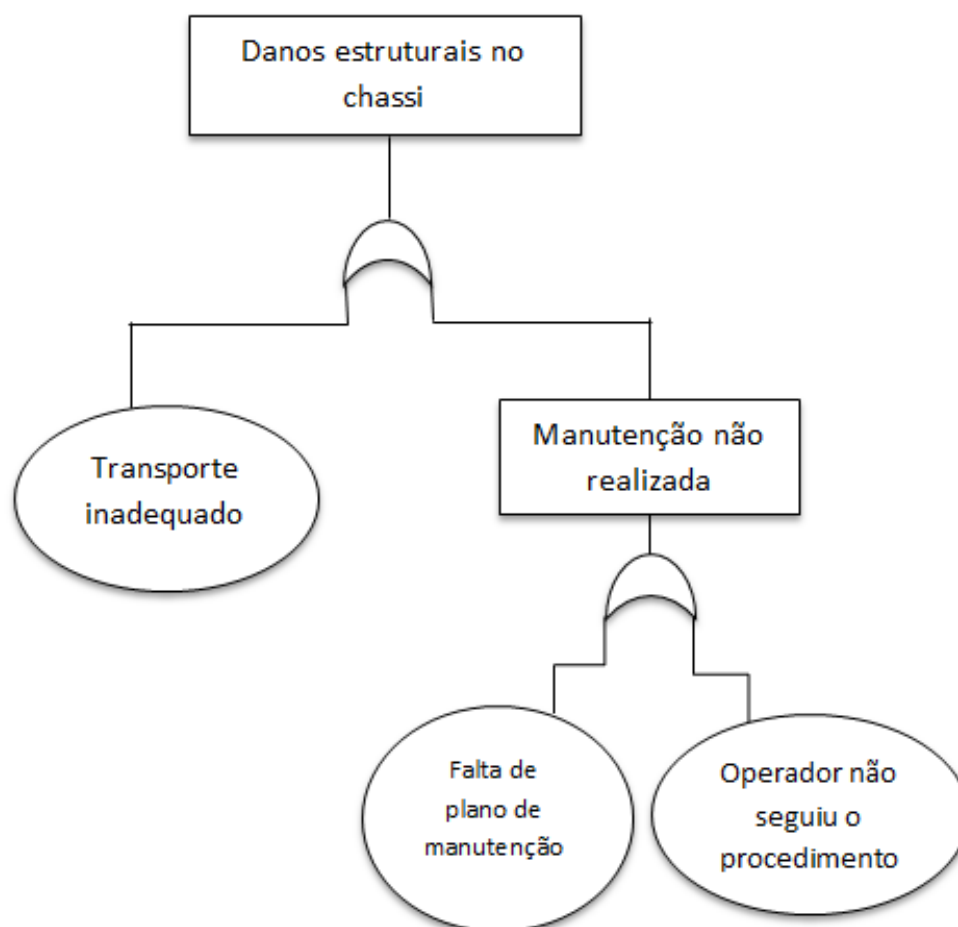 Danos estruturais no
chassi
Transporte
inadequado
Manutenção não
realizada
Falta de
plano de
manutenção
Operador não
seguiu o
procedimento